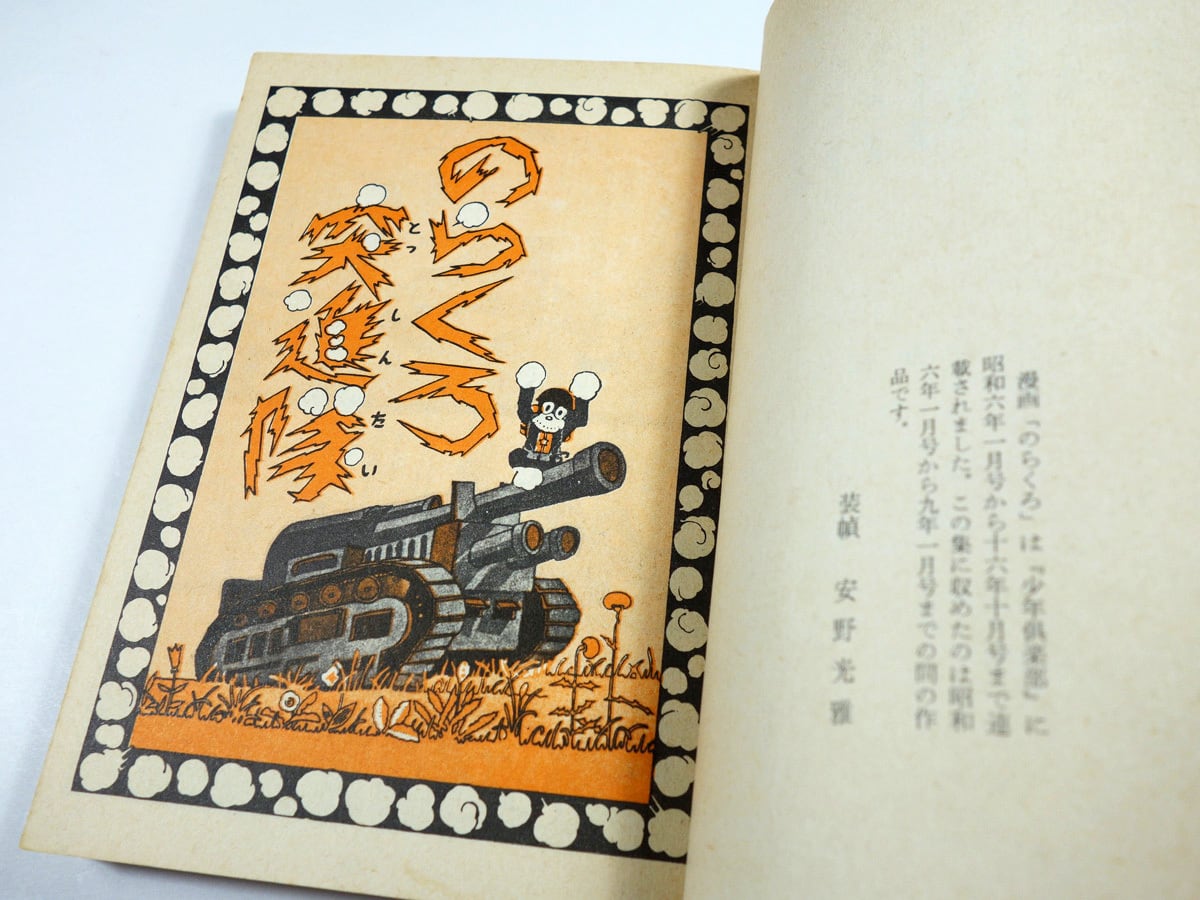 漫画「のらくろ」は『少年俱楽部』に
昭和六年一月号から十六年十月号まで連
載されました。この集に収めたのは昭和
六年一月号から九年一月号までの間の作
品です。
装幀　安野光雅
のらくろ
とっしんたい
突進隊